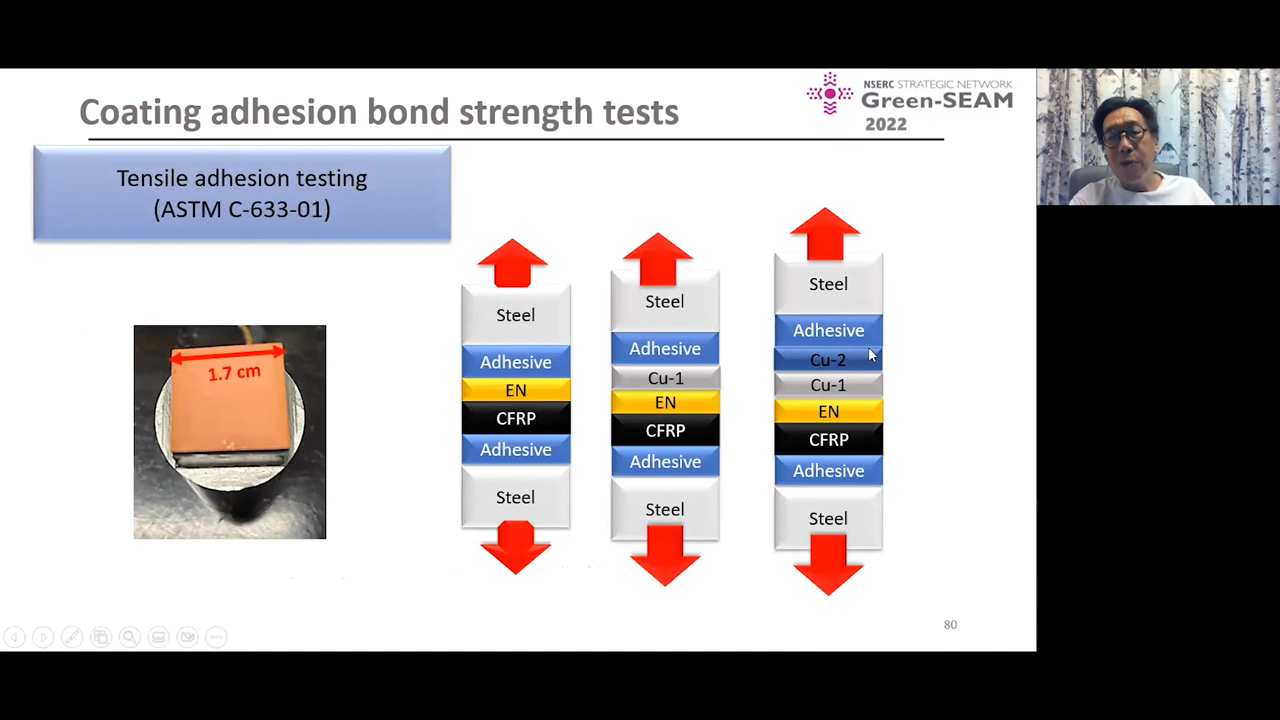 Coating adhesion bond strength tests
NSERC STRATEGIC NETWORK
Green-SEAM
2022
Tensile adhesion testing
(ASTM C-633-01)
1.7 cm
Steel
Adhesive
EN
CFRP
Adhesive
Steel
Steel
Adhesive
Cu-1
EN
CFRP
Adhesive
Steel
Steel
Adhesive
Cu-2
Cu-1
EN
CFRP
Adhesive
Steel
80